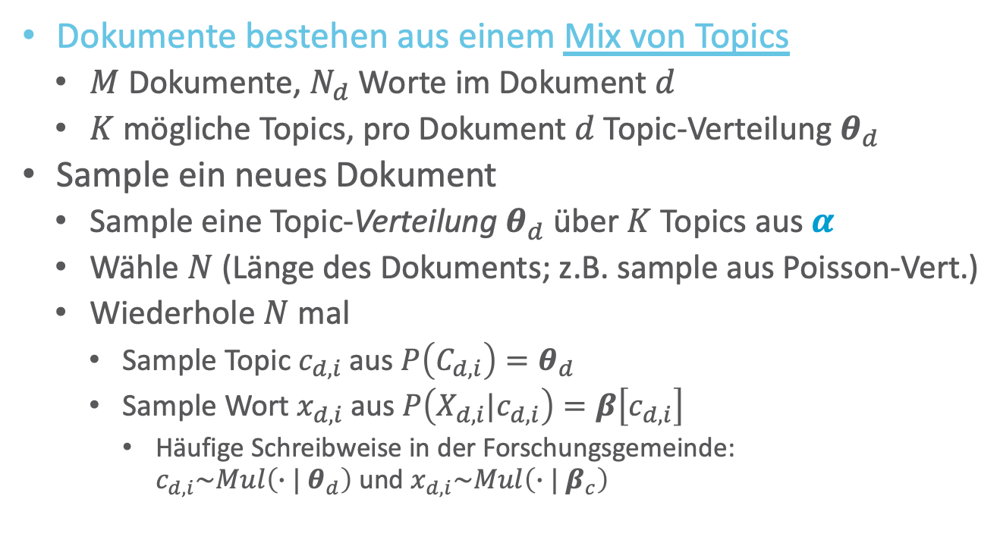 • Dokumente bestehen aus einem Mix von Topics
• M Dokumente, N_d Worte im Dokument d
• K mögliche Topics, pro Dokument d Topic-Verteilung θ_d
• Sample ein neues Dokument
• Sample eine Topic-Verteilung θ_d über K Topics aus α
• Wähle N (Länge des Dokuments; z.B. sample aus Poisson-Vert.)
• Wiederhole N mal
• Sample Topic c_{d,i} aus P(C_{d,i}) = θ_d
• Sample Wort x_{d,i} aus P(X_{d,i}|c_{d,i}) = β[c_{d,i}]
• Häufige Schreibweise in der Forschungsgemeinde:
c_{d,i}~Mul(· | θ_d) und x_{d,i}~Mul(· | β_c)